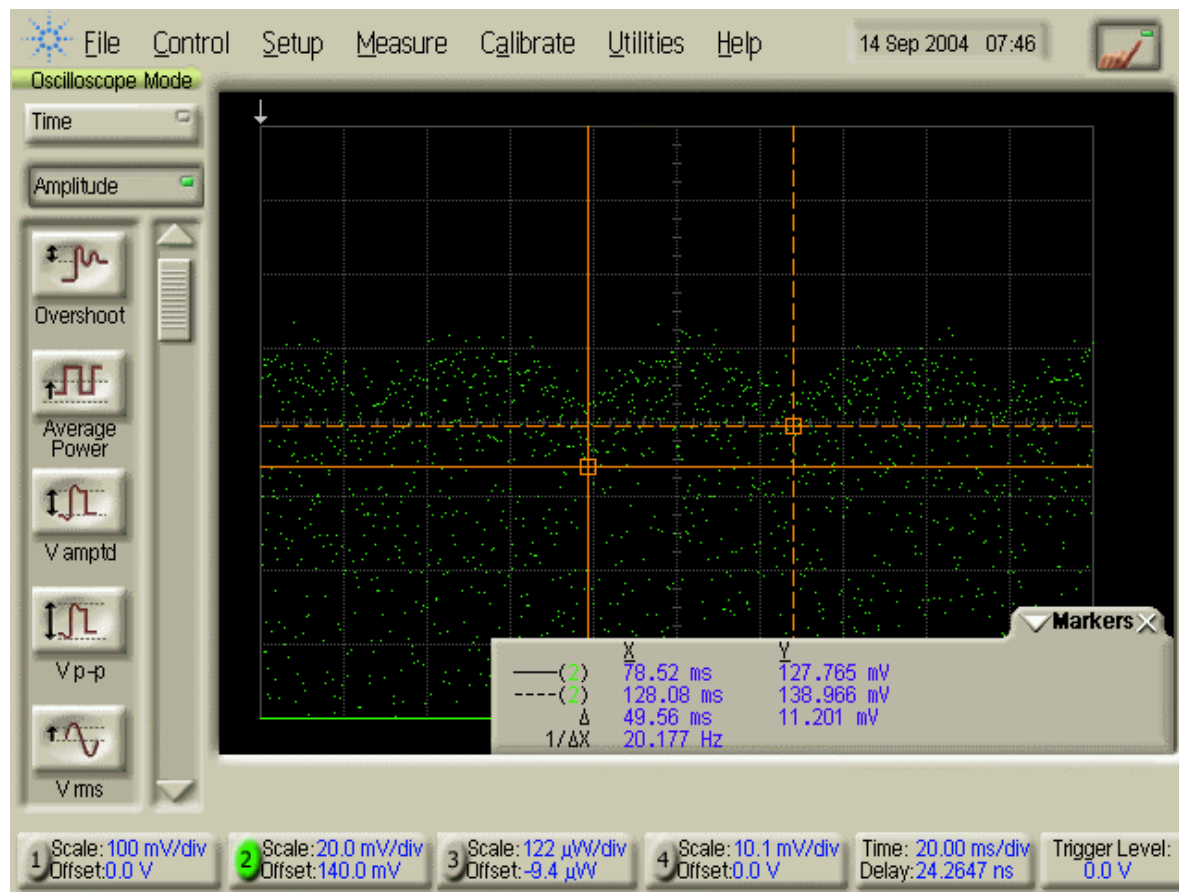 File Control Setup Measure Calibrate Utilities Help 14 Sep 2004 07:46
Oscilloscope Mode
Time
Amplitude
Overshoot
Average
Power
V amptd
V p-p
V rms
Markers
X Y
(2) 78.52 ms 127.765 mV
(2) 128.08 ms 138.966 mV
Δ 49.56 ms 11.201 mV
1/ΔX 20.177 Hz
1 Scale:100 mV/div
Offset:0.0 V
2 Scale:20.0 mV/div
Offset:140.0 mV
3 Scale:122 µW/div
Offset:-9.4 µW
4 Scale:10.1 mV/div
Offset:0.0 V
Time: 20.00 ms/div
Delay:24.2647 ns
Trigger Level:
0.0 V